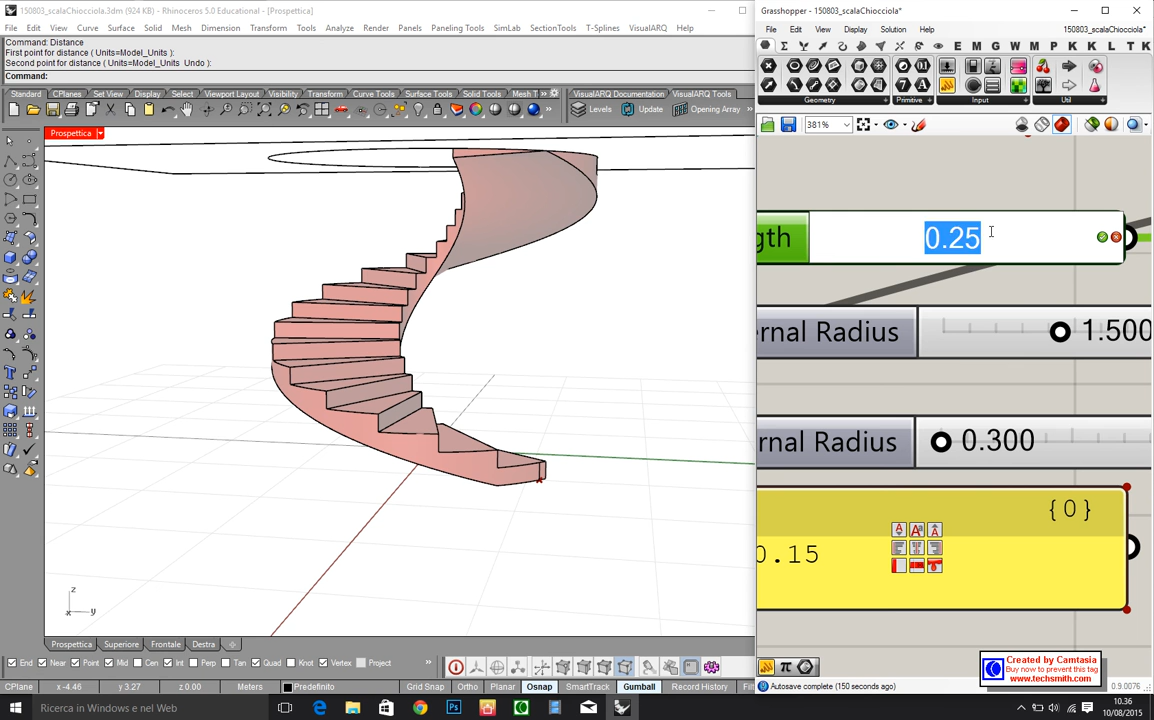 150803_scalaChiocciola.3dm (924 KB) - Rhinoceros 5.0 Educational - [Prospettica]
File Edit View Curve Surface Solid Mesh Dimension Transform Tools Analyze Render Panels Paneling Tools SimLab SectionTools T-Splines VisualARQ Help
Command: Distance
First point for distance ( Units=Model_Units ):
Second point for distance ( Units=Model_Units Undo ):
Command:
Standard CPlanes Set View Display Select Viewport Layout Visibility Transform Curve Tools Surface Tools Solid Tools Mesh T VisualARQ Documentation VisualARQ Tools
Levels Update Opening Array
Prospettica
z
x y
Prospettica Superiore Frontale Destra
End Near Point Mid Cen Int Perp Tan Quad Knot Vertex Project
CPlane x -4.46 y 3.27 z 0.00 Meters Predefinito Grid Snap Ortho Planar Osnap SmartTrack Gumball Record History Filt
Grasshopper - 150803_scalaChiocciola*
File Edit View Display Solution Help 150803_scalaChiocciola*
E M G W M P K K L T K
Geometry Primitive Input Util
381%
gth 0.25
rnal Radius 1.500
rnal Radius 0.300
{0}
0.15
Created by Camtasia
Buy now to prevent this tag
www.techsmith.com
Autosave complete (150 seconds ago) 0.9.0076
Ricerca in Windows e nel Web
10.36
10/08/2015